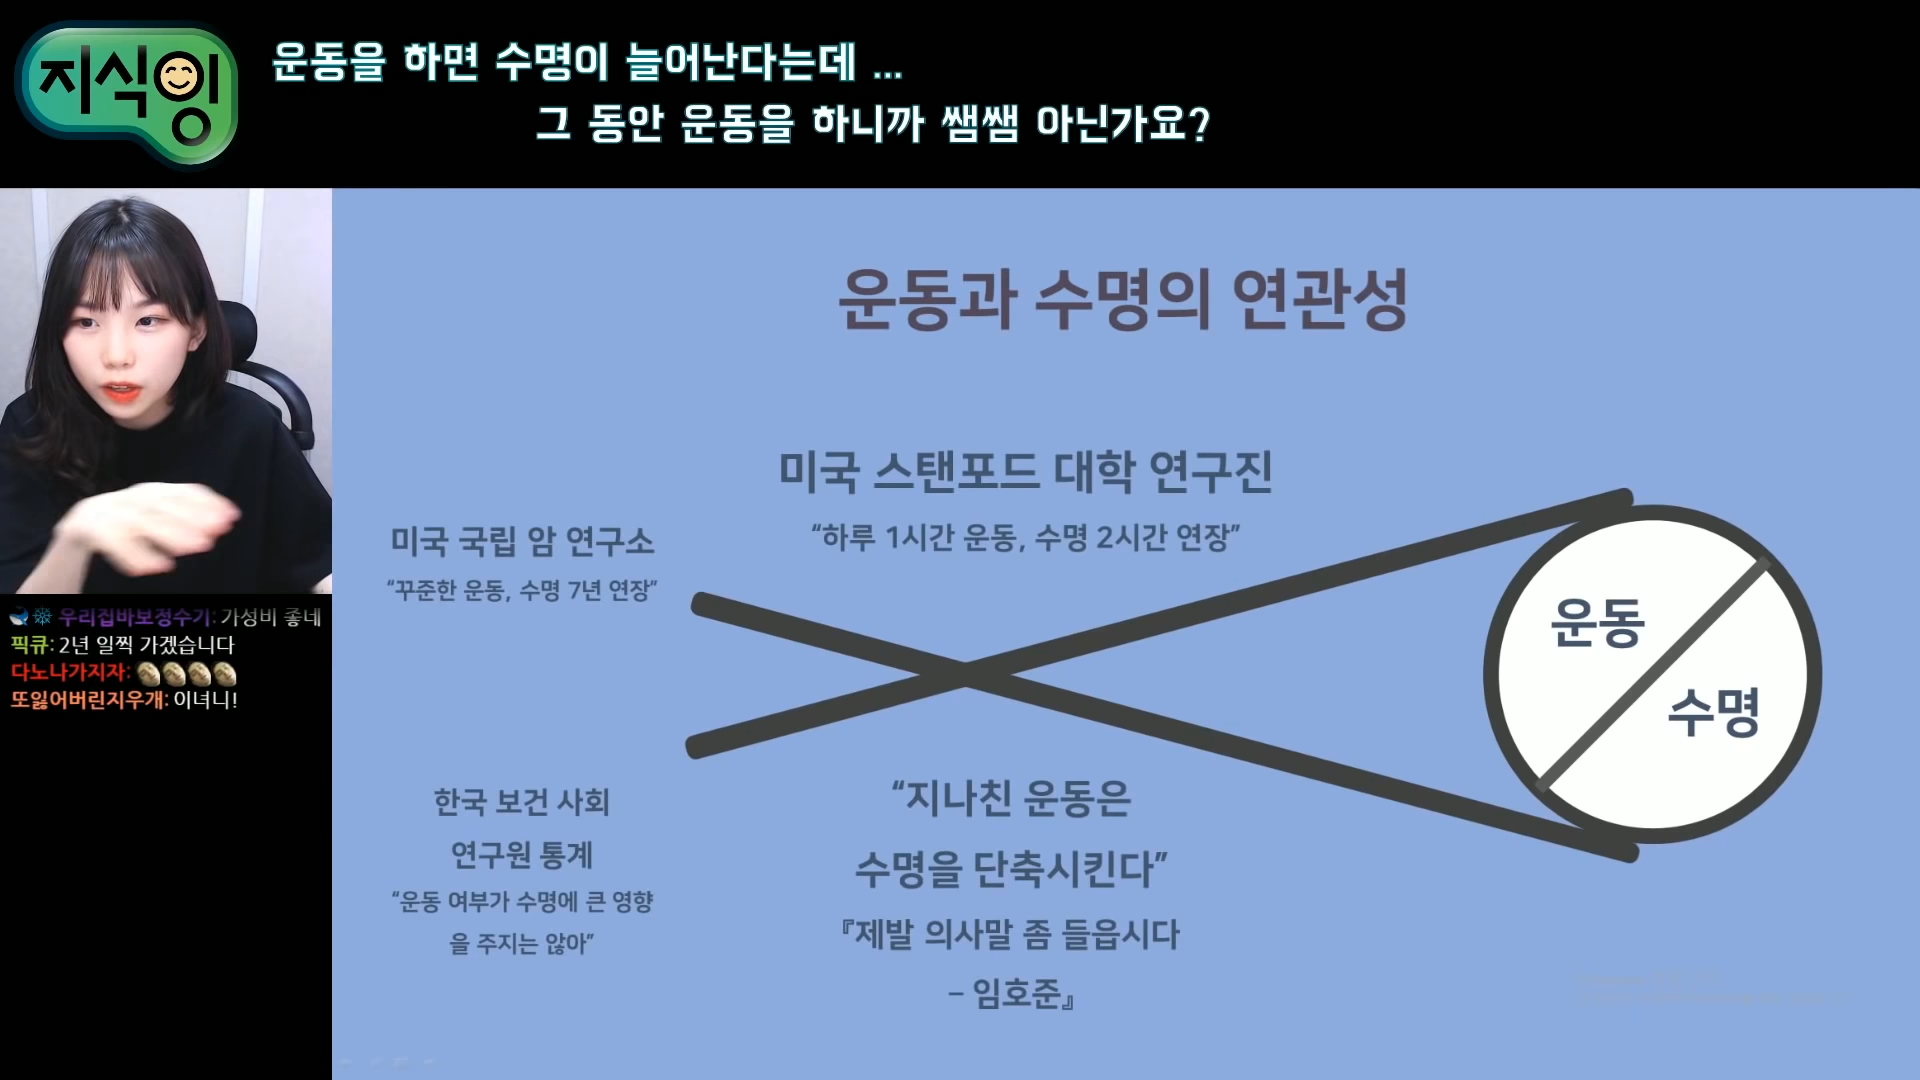 지식잉
운동을 하면 수명이 늘어난다는데 ...
그 동안 운동을 하니까 쌤쌤 아닌가요?
운동과 수명의 연관성
미국 스탠포드 대학 연구진
“하루 1시간 운동, 수명 2시간 연장”
미국 국립 암 연구소
“꾸준한 운동, 수명 7년 연장”
운동
수명
우리집바보정수기: 가성비 좋네
픽큐: 2년 일찍 가겠습니다
다노나가지자:
또잃어버린지우개: 이녀니!
한국 보건 사회
연구원 통계
“운동 여부가 수명에 큰 영향
을 주지는 않아”
“지나친 운동은
수명을 단축시킨다”
『제발 의사말 좀 들읍시다
– 임호준』